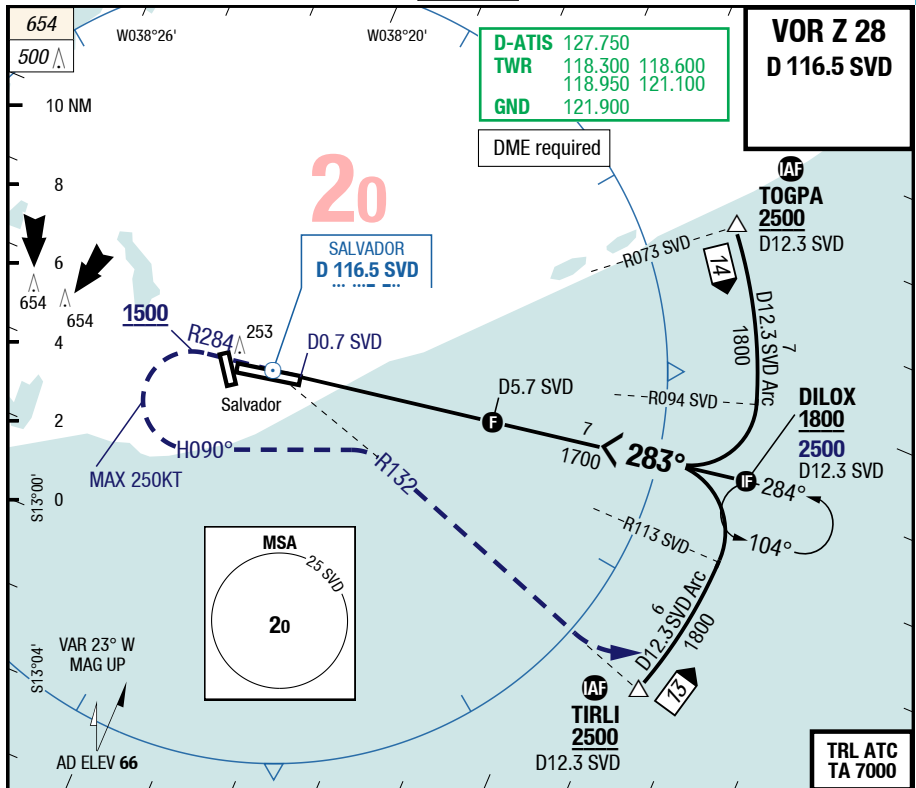 654
500
W038°26'
W038°20'
D-ATIS 127.750
TWR 118.300 118.600
118.950 121.100
GND 121.900
VOR Z 28
D 116.5 SVD
DME required
10 NM
8
6
4
2
0
20
SALVADOR
D 116.5 SVD
IAF
TOGPA
2500
D12.3 SVD
R073 SVD
14
D12.3 SVD Arc
7
1800
654
654
1500
R284
253
D0.7 SVD
Salvador
D5.7 SVD
F
R094 SVD
DILOX
1800
2500
D12.3 SVD
7
1700
283°
IF
284°
104°
H090°
MAX 250KT
R132
S13°00'
R113 SVD
MSA
25 SVD
20
D12.3 SVD Arc
6
1800
13
S13°04'
VAR 23° W
MAG UP
AD ELEV 66
IAF
TIRLI
2500
D12.3 SVD
TRL ATC
TA 7000